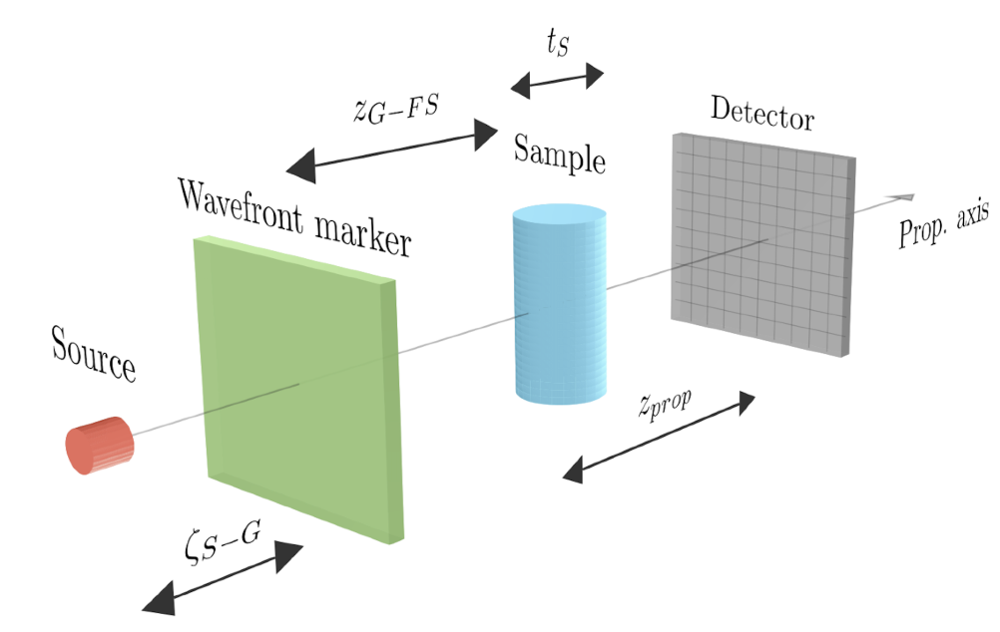 t_S
z_{G-FS}
Detector
Sample
Wavefront marker
Prop. axis
Source
z_{prop}
ζ_{S-G}